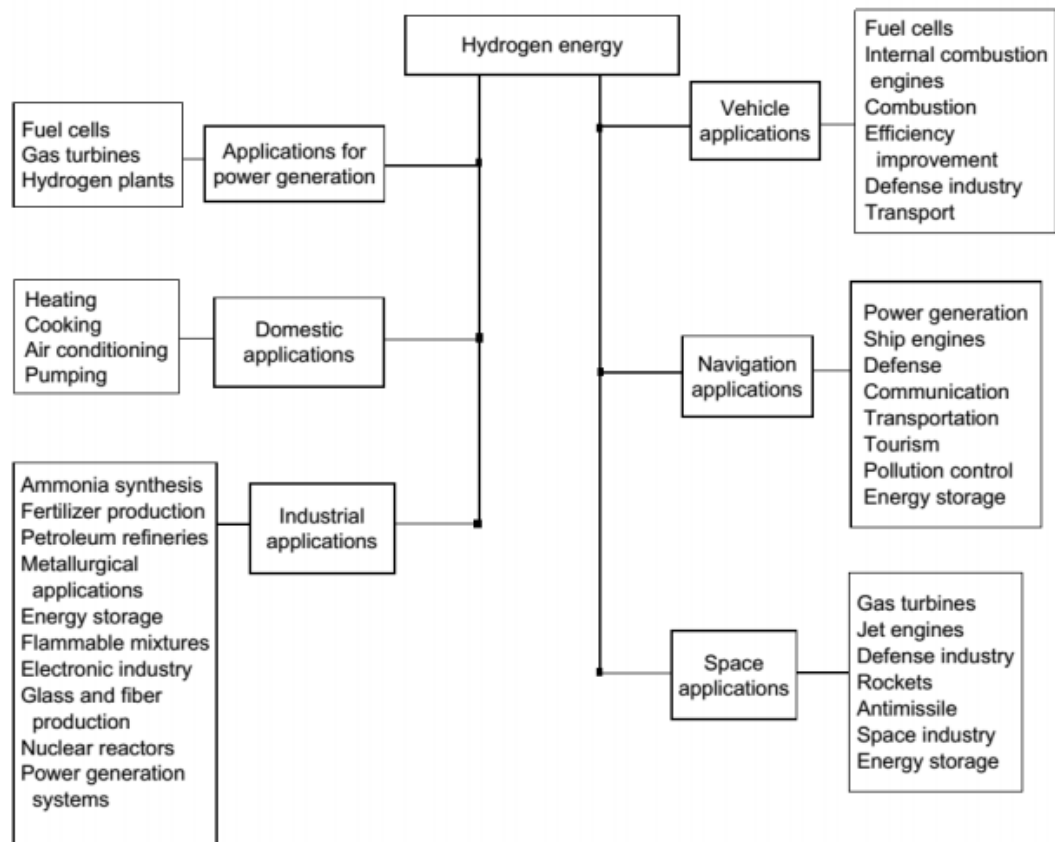 Hydrogen energy
Fuel cells
Gas turbines
Hydrogen plants
Applications for
power generation
Heating
Cooking
Air conditioning
Pumping
Domestic
applications
Ammonia synthesis
Fertilizer production
Petroleum refineries
Metallurgical
applications
Energy storage
Flammable mixtures
Electronic industry
Glass and fiber
production
Nuclear reactors
Power generation
systems
Industrial
applications
Vehicle
applications
Fuel cells
Internal combustion
engines
Combustion
Efficiency
improvement
Defense industry
Transport
Navigation
applications
Power generation
Ship engines
Defense
Communication
Transportation
Tourism
Pollution control
Energy storage
Space
applications
Gas turbines
Jet engines
Defense industry
Rockets
Antimissile
Space industry
Energy storage